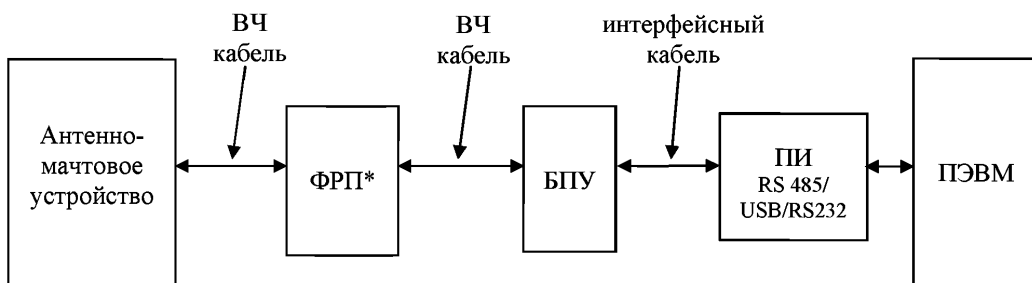 ВЧ
кабель
ВЧ
кабель
интерфейсный
кабель
Антенно-
мачтовое
устройство
ФРП*
БПУ
ПИ
RS 485/
USB/RS232
ПЭВМ